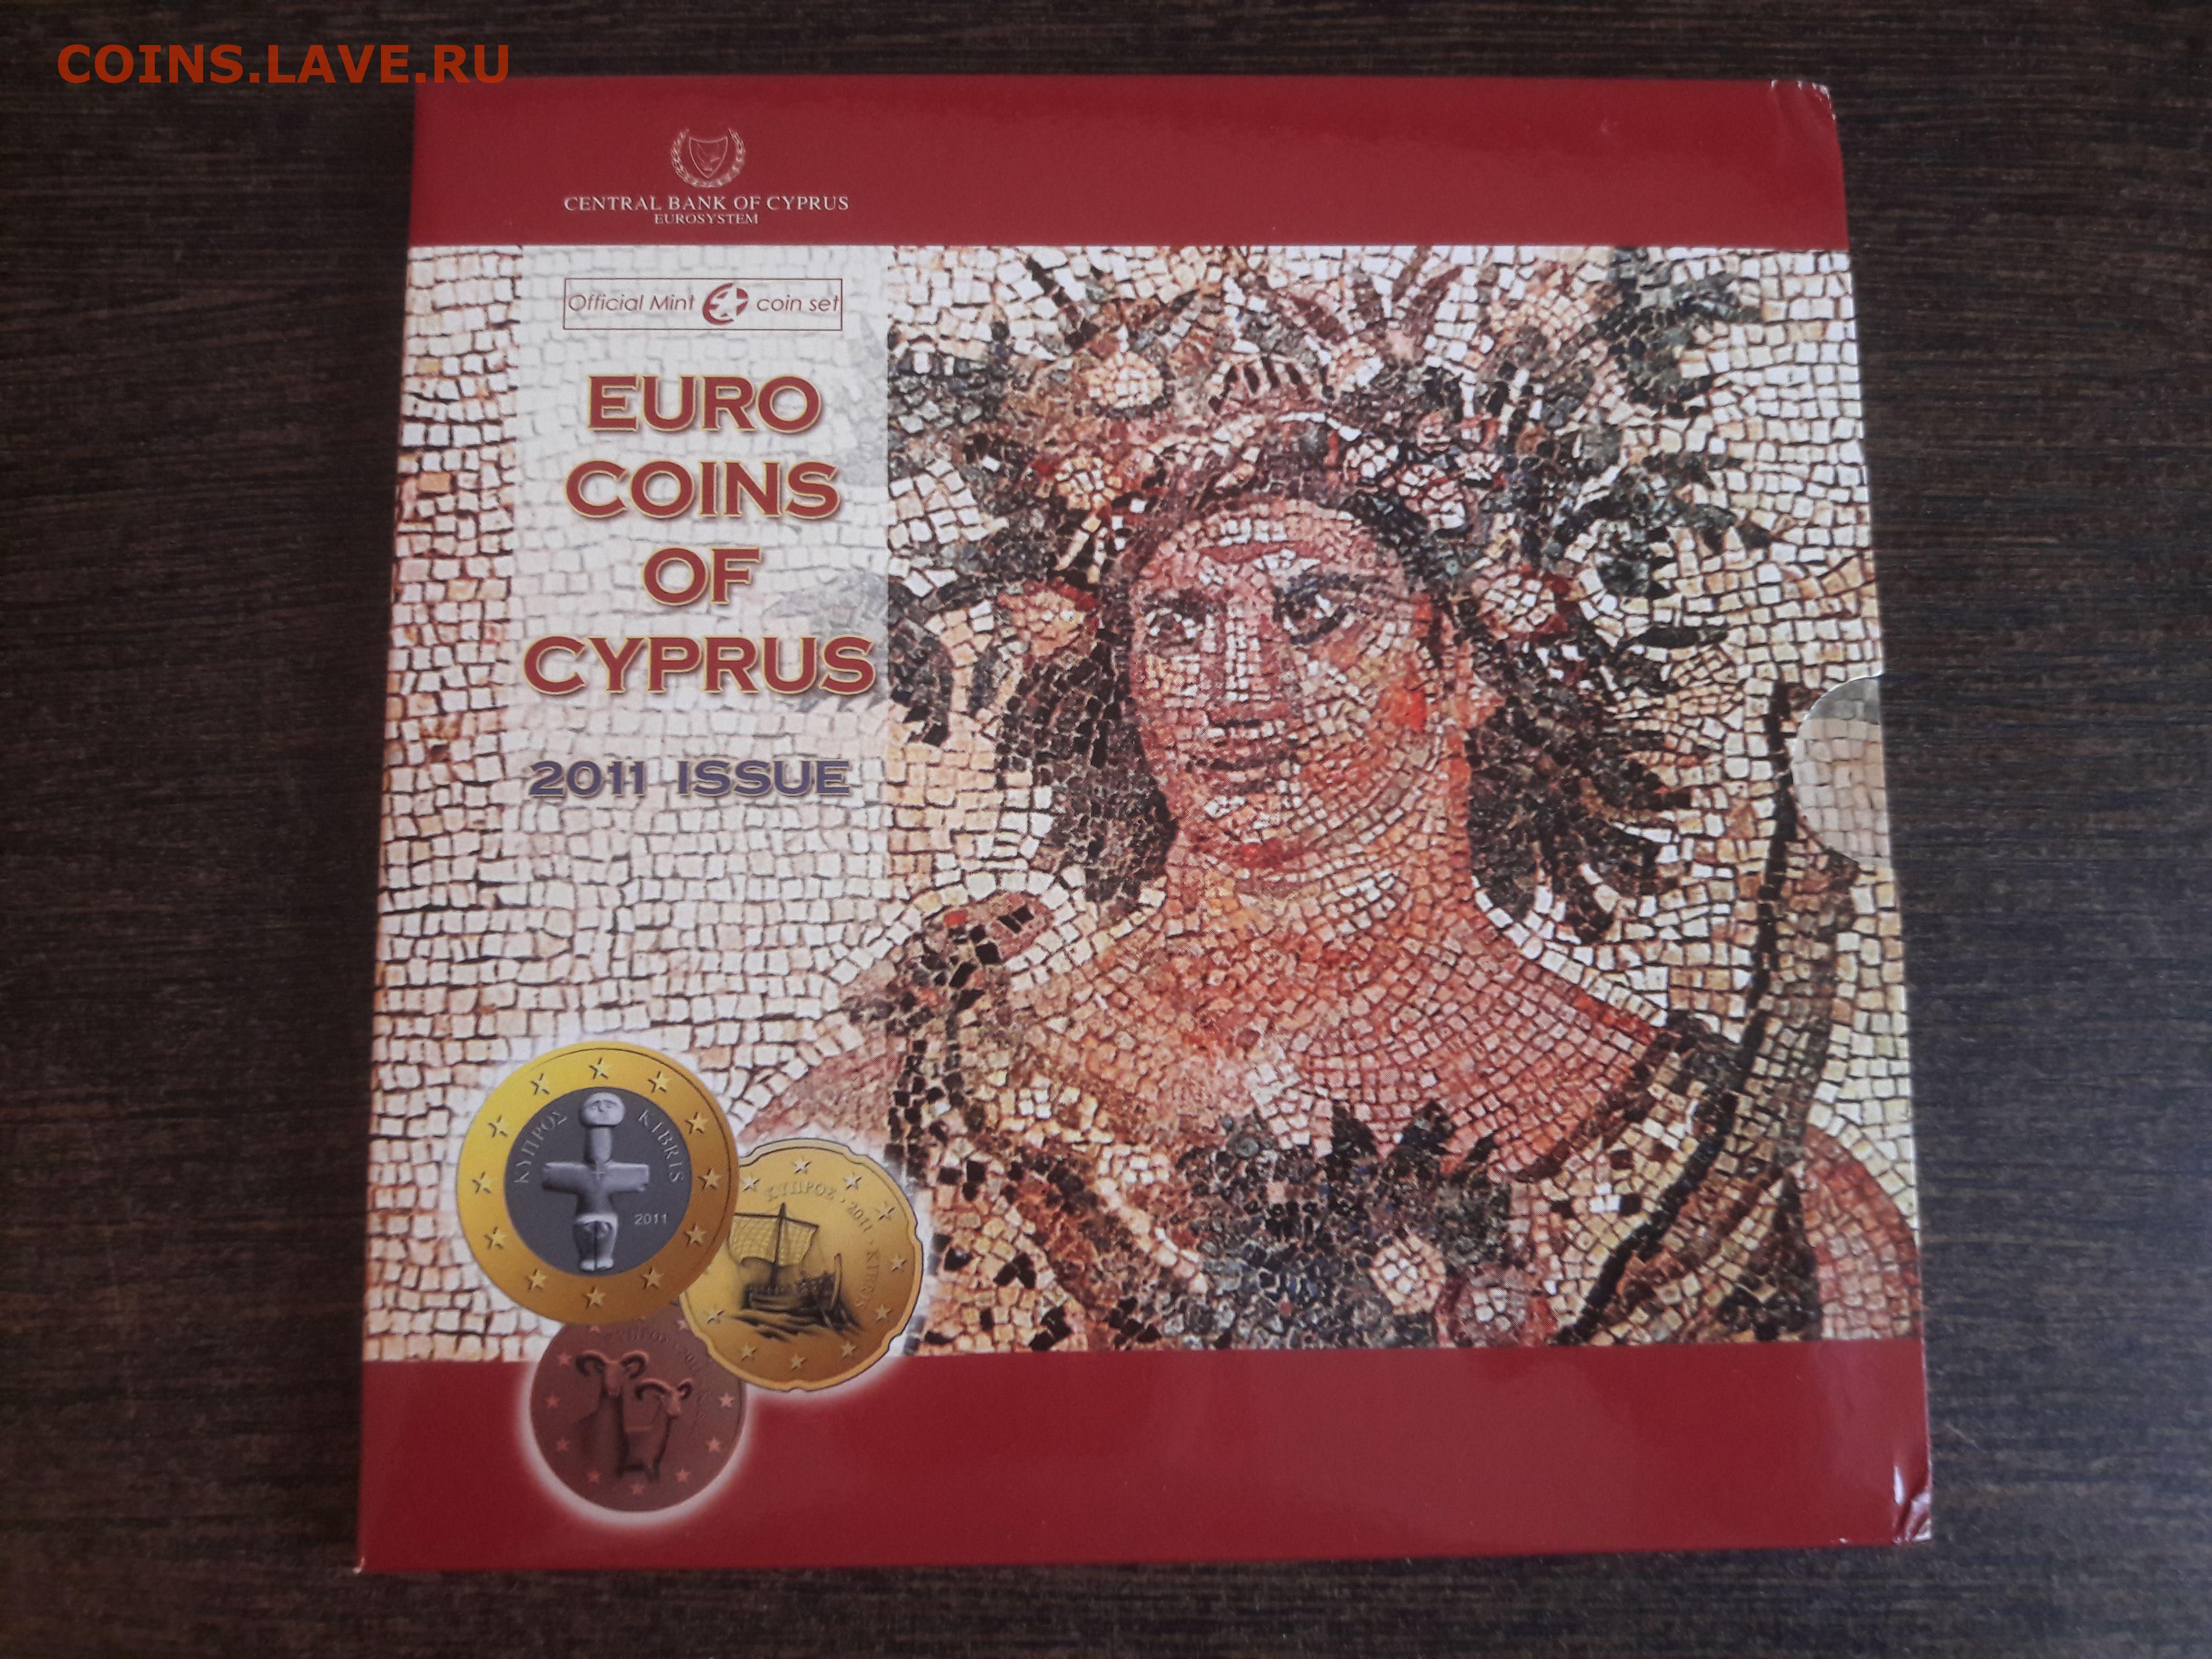 COINS.LAVE.RU
CENTRAL BANK OF CYPRUS
EUROSYSTEM
Official Mint coin set
EURO
COINS
OF
CYPRUS
2011 ISSUE
ΚΥΠΡΟΣ KIBRIS
2011
ΚΥΠΡΟΣ · 2011 · KIBRIS
ΚΥΠΡΟΣ